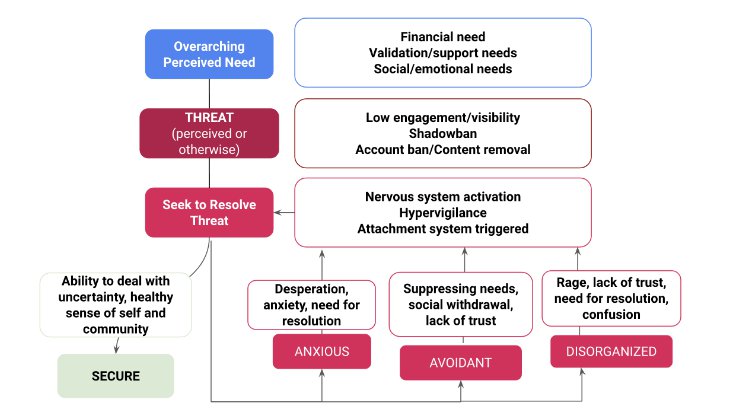 Overarching
Perceived Need
Financial need
Validation/support needs
Social/emotional needs
THREAT
(perceived or
otherwise)
Low engagement/visibility
Shadowban
Account ban/Content removal
Seek to Resolve
Threat
Nervous system activation
Hypervigilance
Attachment system triggered
Ability to deal with
uncertainty, healthy
sense of self and
community
Desperation,
anxiety, need for
resolution
Suppressing needs,
social withdrawal,
lack of trust
Rage, lack of trust,
need for resolution,
confusion
SECURE
ANXIOUS
AVOIDANT
DISORGANIZED